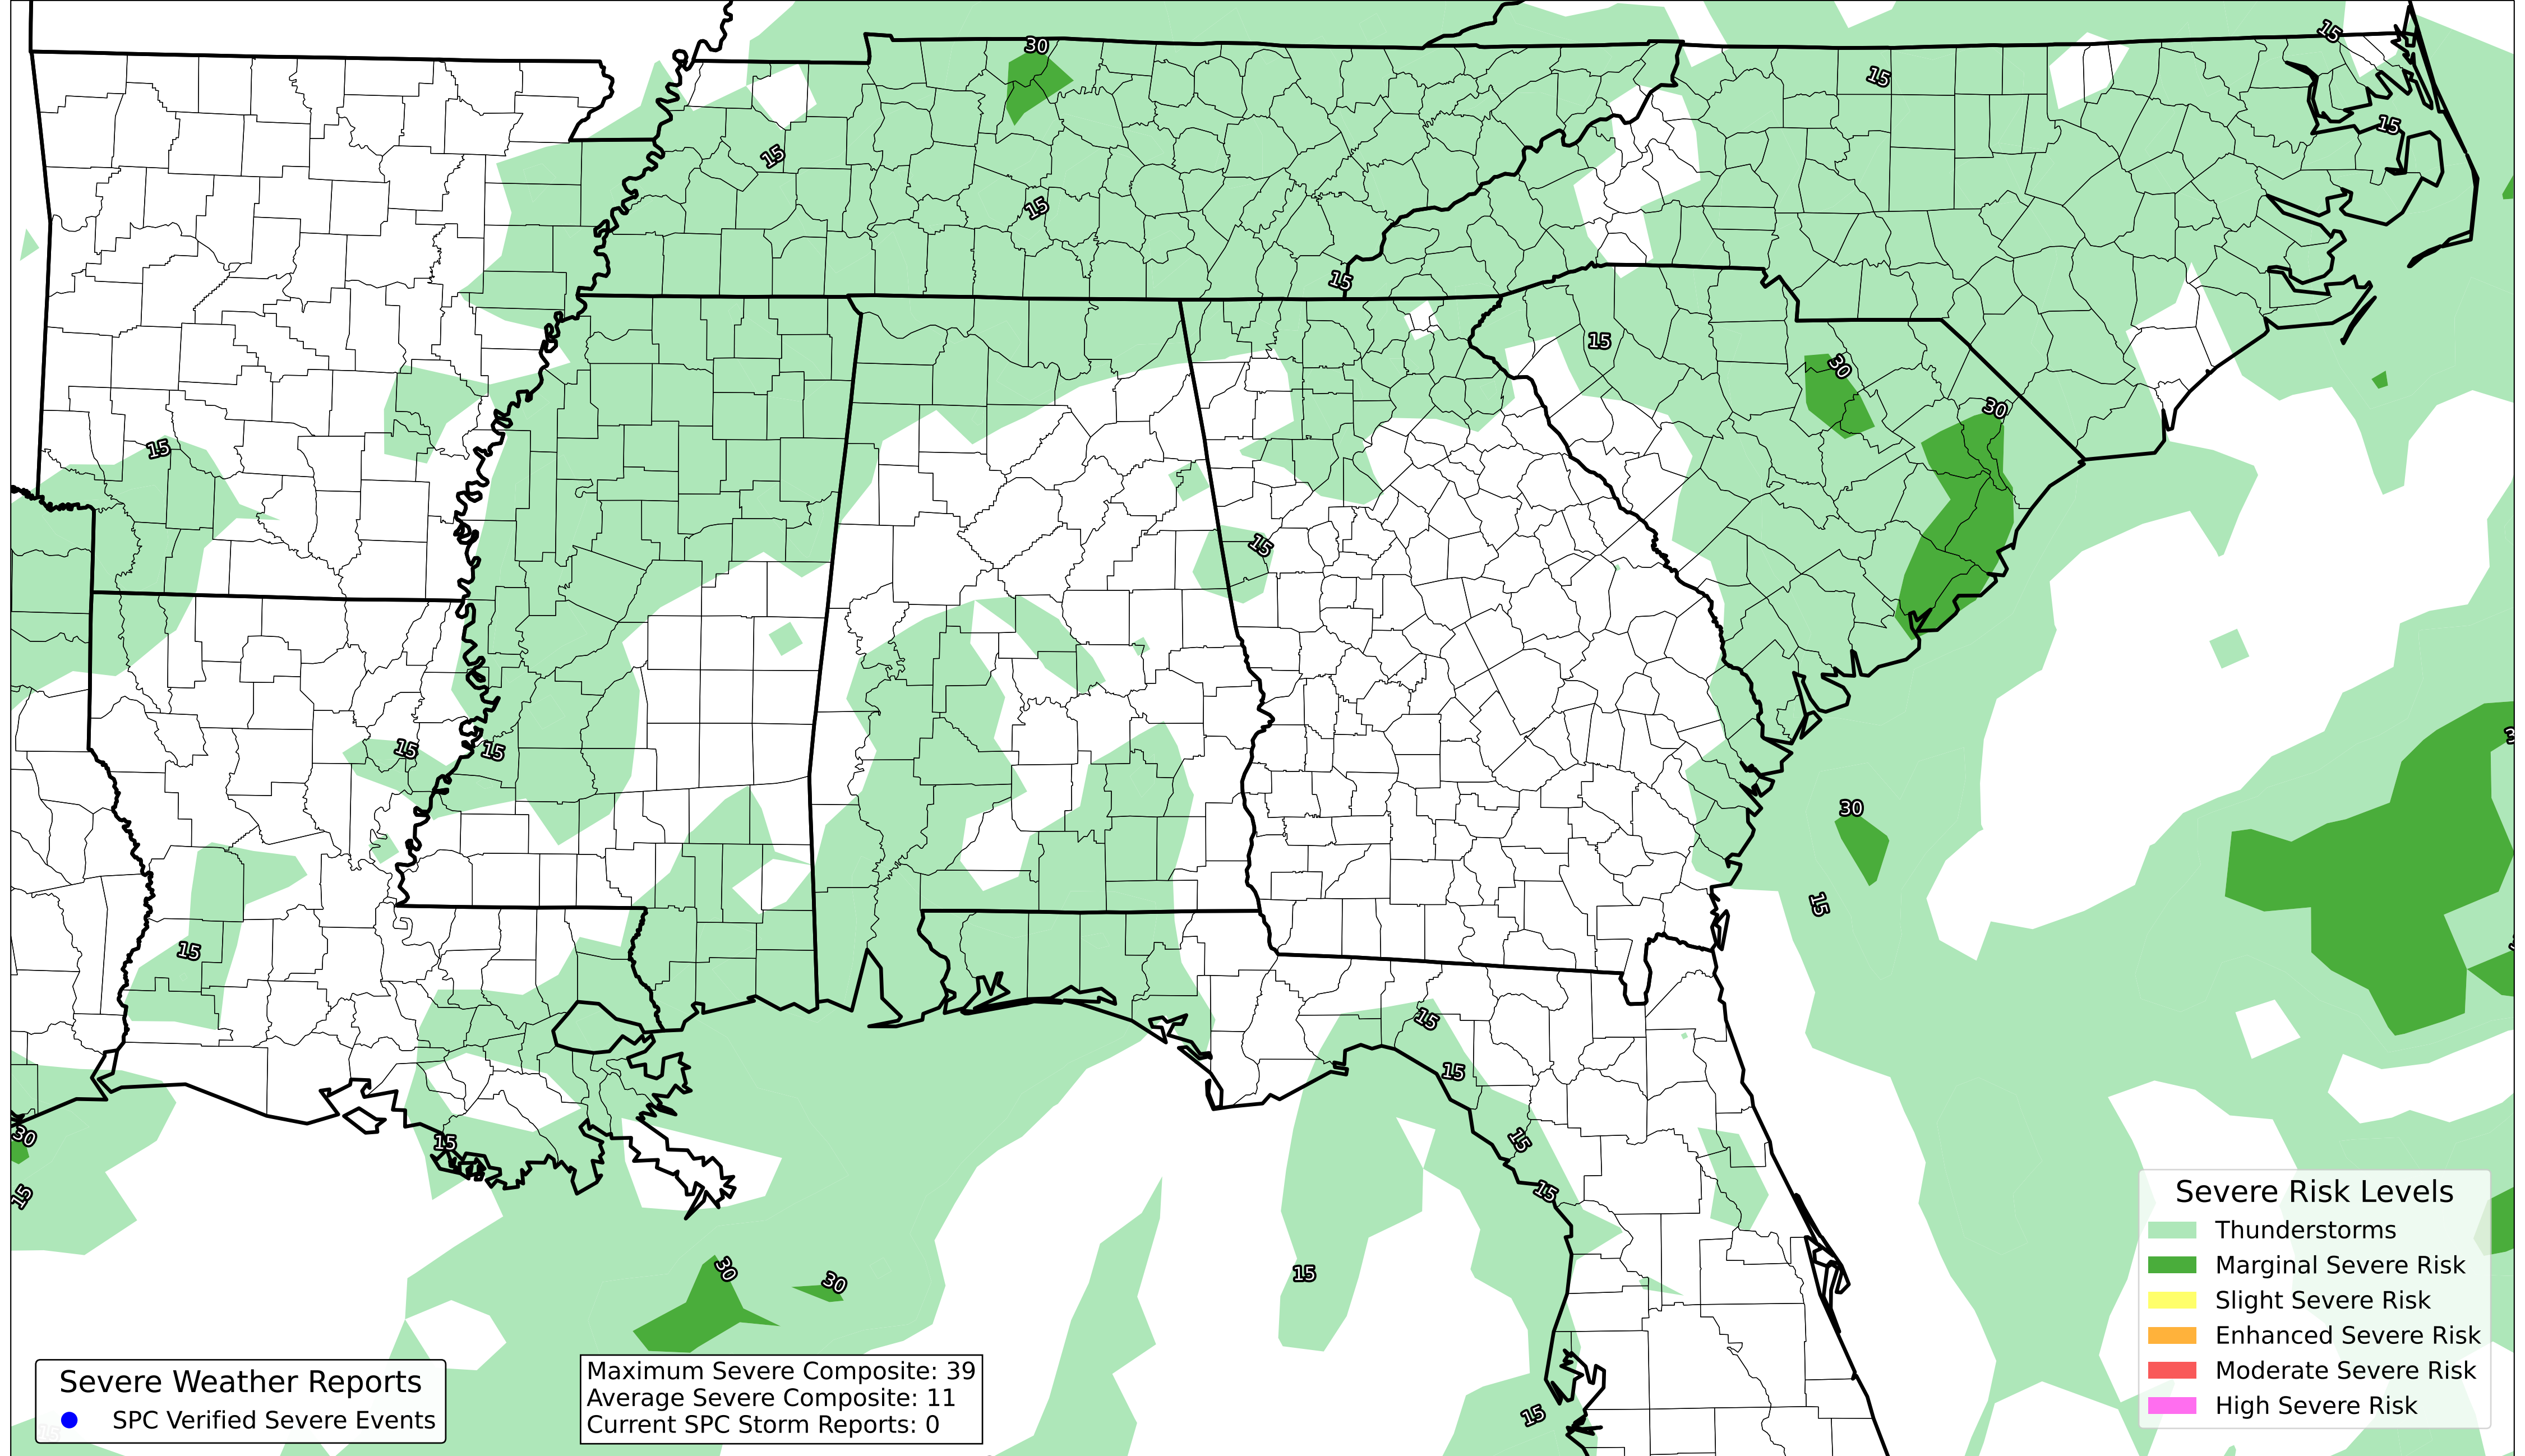 30
15
15
15
15
15
15
15
15
30
30
15
15
15
15
30
15
15
15
15
30
15
15
15
15
30
30
15
15
Severe Risk Levels
Thunderstorms
Marginal Severe Risk
Slight Severe Risk
Enhanced Severe Risk
Moderate Severe Risk
High Severe Risk
Severe Weather Reports
SPC Verified Severe Events
Maximum Severe Composite: 39
Average Severe Composite: 11
Current SPC Storm Reports: 0